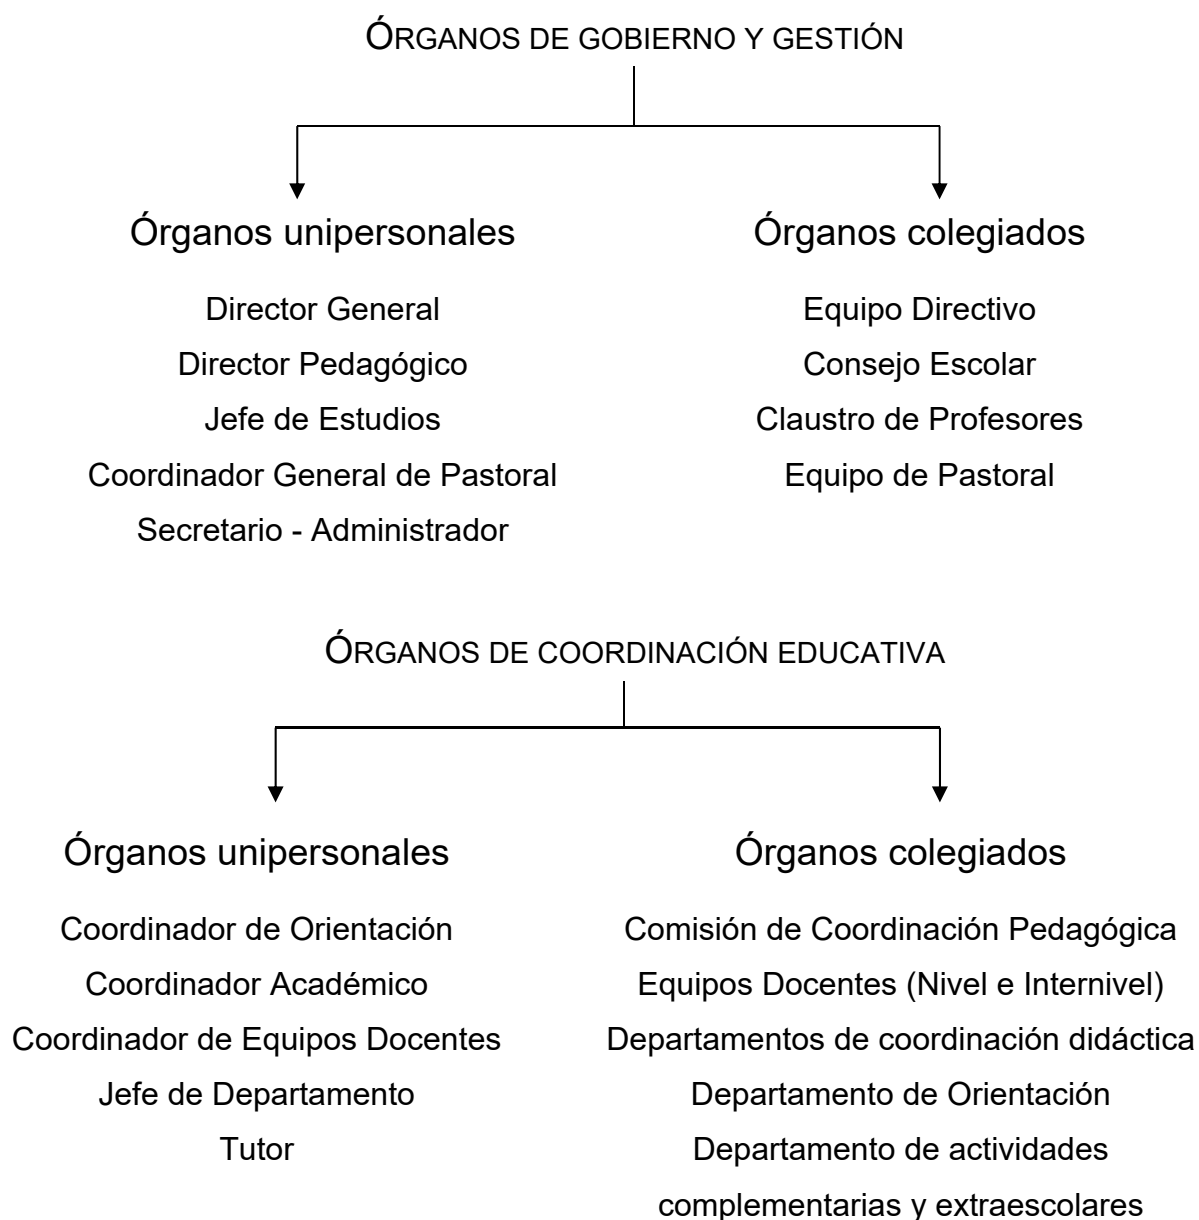 ÓRGANOS DE GOBIERNO Y GESTIÓN
Órganos unipersonales
Director General
Director Pedagógico
Jefe de Estudios
Coordinador General de Pastoral
Secretario - Administrador
Órganos colegiados
Equipo Directivo
Consejo Escolar
Claustro de Profesores
Equipo de Pastoral
ÓRGANOS DE COORDINACIÓN EDUCATIVA
Órganos unipersonales
Coordinador de Orientación
Coordinador Académico
Coordinador de Equipos Docentes
Jefe de Departamento
Tutor
Órganos colegiados
Comisión de Coordinación Pedagógica
Equipos Docentes (Nivel e Internivel)
Departamentos de coordinación didáctica
Departamento de Orientación
Departamento de actividades
complementarias y extraescolares